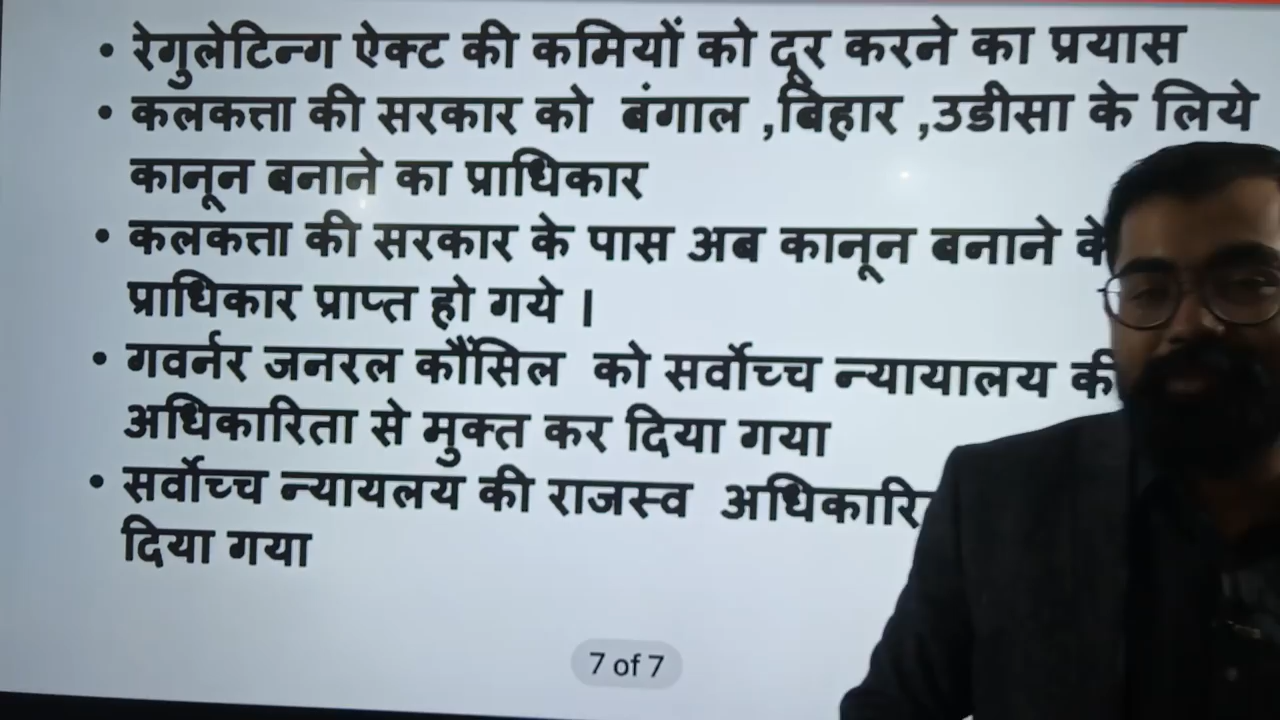 • रेगुलेटिन्ग ऐक्ट की कमियों को दूर करने का प्रयास
• कलकत्ता की सरकार को बंगाल ,बिहार ,उडीसा के लिये
कानून बनाने का प्राधिकार
• कलकत्ता की सरकार के पास अब कानून बनाने के
प्राधिकार प्राप्त हो गये ।
• गवर्नर जनरल कौंसिल को सर्वोच्च न्यायालय की
अधिकारिता से मुक्त कर दिया गया
• सर्वोच्च न्यायलय की राजस्व
दिया गया
7 of 7